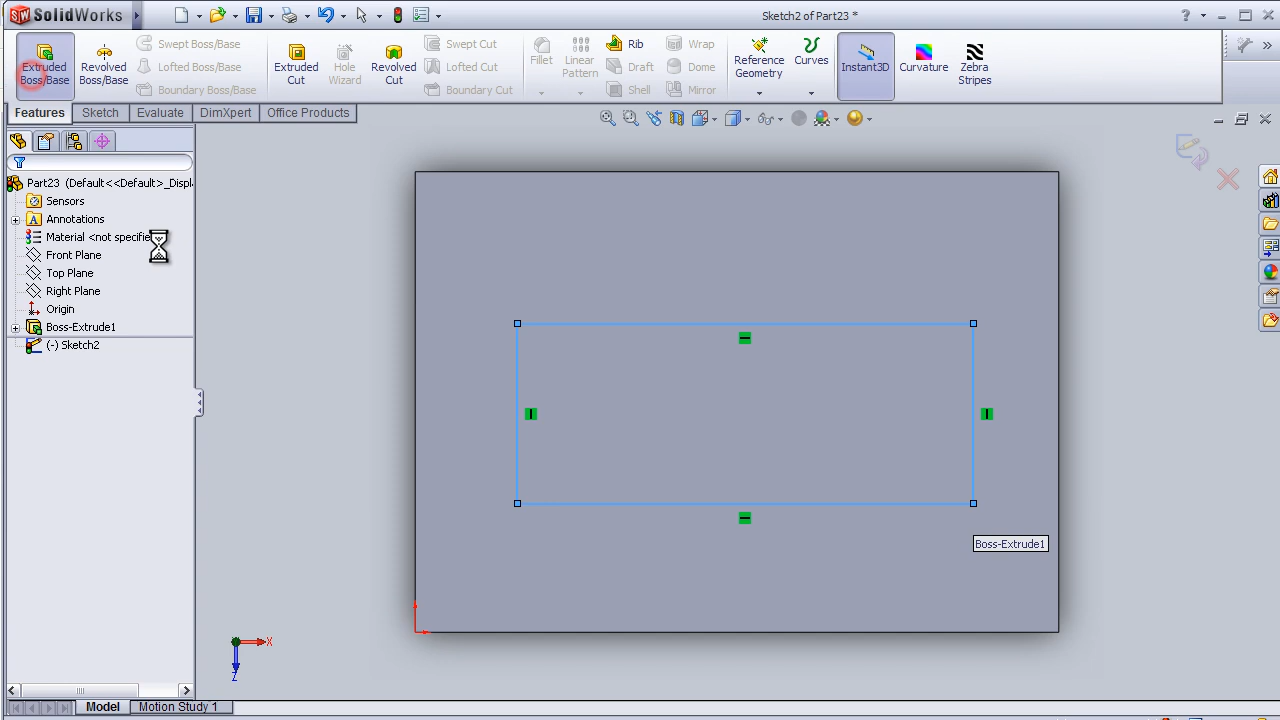 SolidWorks
Sketch2 of Part23 *
Extruded Boss/Base
Revolved Boss/Base
Swept Boss/Base
Lofted Boss/Base
Boundary Boss/Base
Extruded Cut
Hole Wizard
Revolved Cut
Swept Cut
Lofted Cut
Boundary Cut
Fillet
Linear Pattern
Rib
Draft
Shell
Wrap
Dome
Mirror
Reference Geometry
Curves
Instant3D
Curvature
Zebra Stripes
Features
Sketch
Evaluate
DimXpert
Office Products
Part23 (Default<<Default>_Displ
Sensors
Annotations
Material <not specifie
Front Plane
Top Plane
Right Plane
Origin
Boss-Extrude1
(-) Sketch2
Boss-Extrude1
X
Z
Model
Motion Study 1